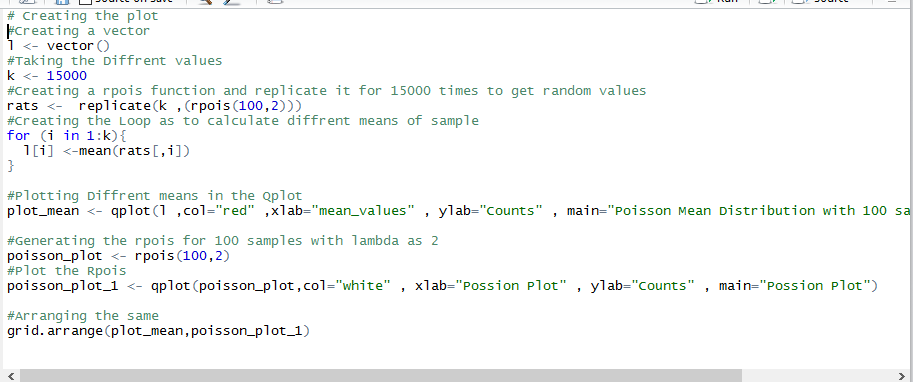 Source on Save
Run
Source
# Creating the plot
#Creating a vector
l <- vector()
#Taking the Diffrent values
k <- 15000
#Creating a rpois function and replicate it for 15000 times to get random values
rats <-  replicate(k ,(rpois(100,2)))
#Creating the Loop as to calculate diffrent means of sample
for (i in 1:k){
  l[i] <-mean(rats[,i])
}
#Plotting Diffrent means in the Qplot
plot_mean <- qplot(l ,col="red" ,xlab="mean_values" , ylab="Counts" , main="Poisson Mean Distribution with 100 sa
#Generating the rpois for 100 samples with lambda as 2
poisson_plot <- rpois(100,2)
#Plot the Rpois
poisson_plot_1 <- qplot(poisson_plot,col="white" , xlab="Possion Plot" , ylab="Counts" , main="Possion Plot")
#Arranging the same
grid.arrange(plot_mean,poisson_plot_1)